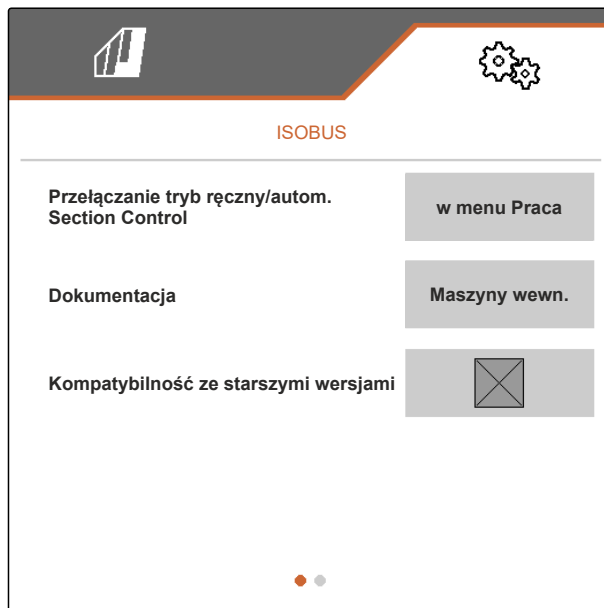 ISOBUS
Przełączanie tryb ręczny/autom.
Section Control
w menu Praca
Dokumentacja
Maszyny wewn.
Kompatybilność ze starszymi wersjami